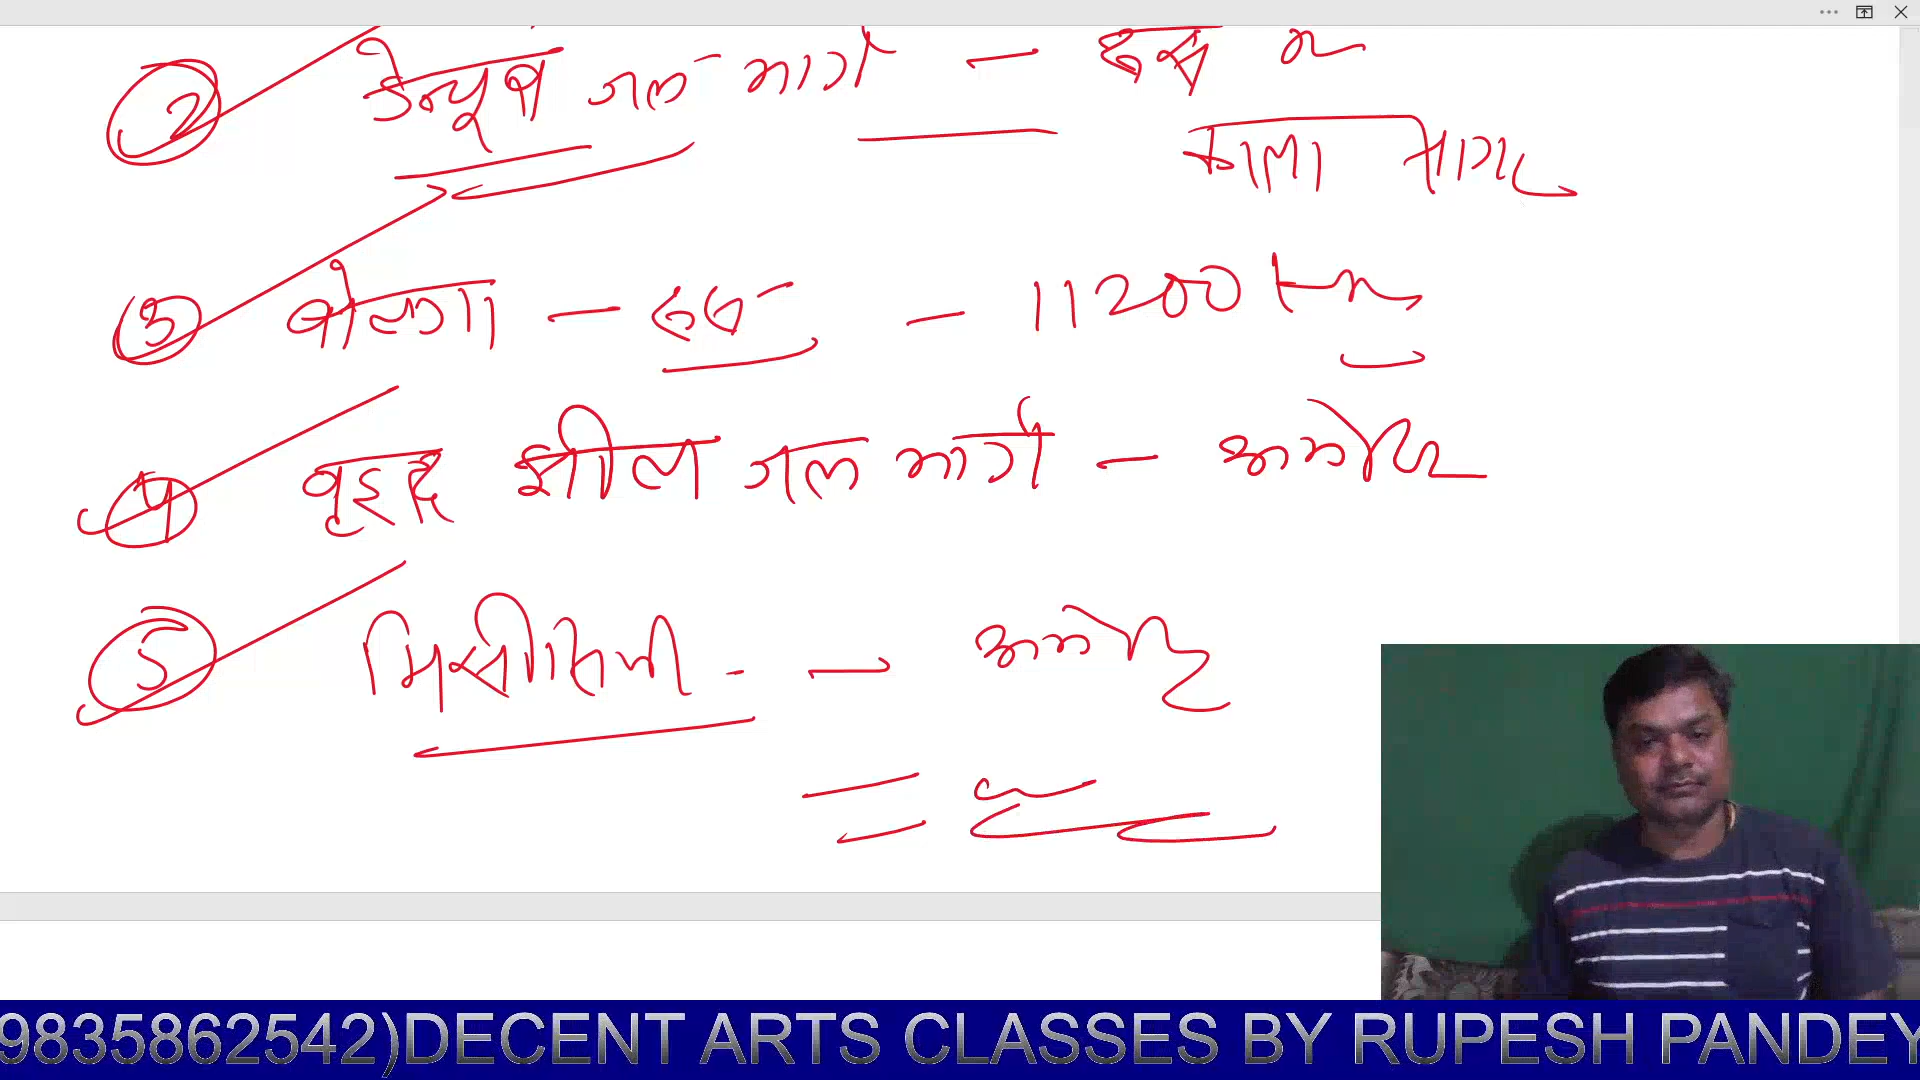 2 डेन्यूब जल मार्ग - रूस व
काला सागर
3 वोल्गा - रूस - 11200 km
4 वृहद झील जल मार्ग - अमेरिका
5 मिसीसिपी - अमेरिका
9835862542)DECENT ARTS CLASSES BY RUPESH PANDEY